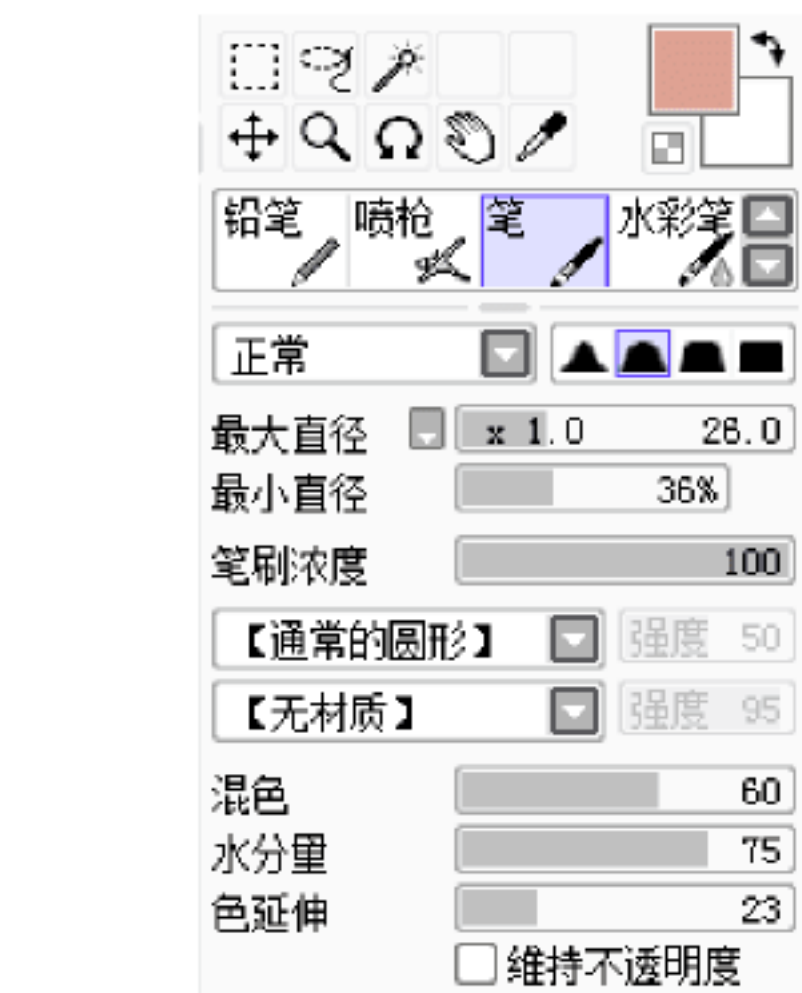 铅笔 喷枪 笔 水彩笔
正常
最大直径 x 1.0 26.0
最小直径 36%
笔刷浓度 100
【通常的圆形】 强度 50
【无材质】 强度 95
混色 60
水分量 75
色延伸 23
维持不透明度